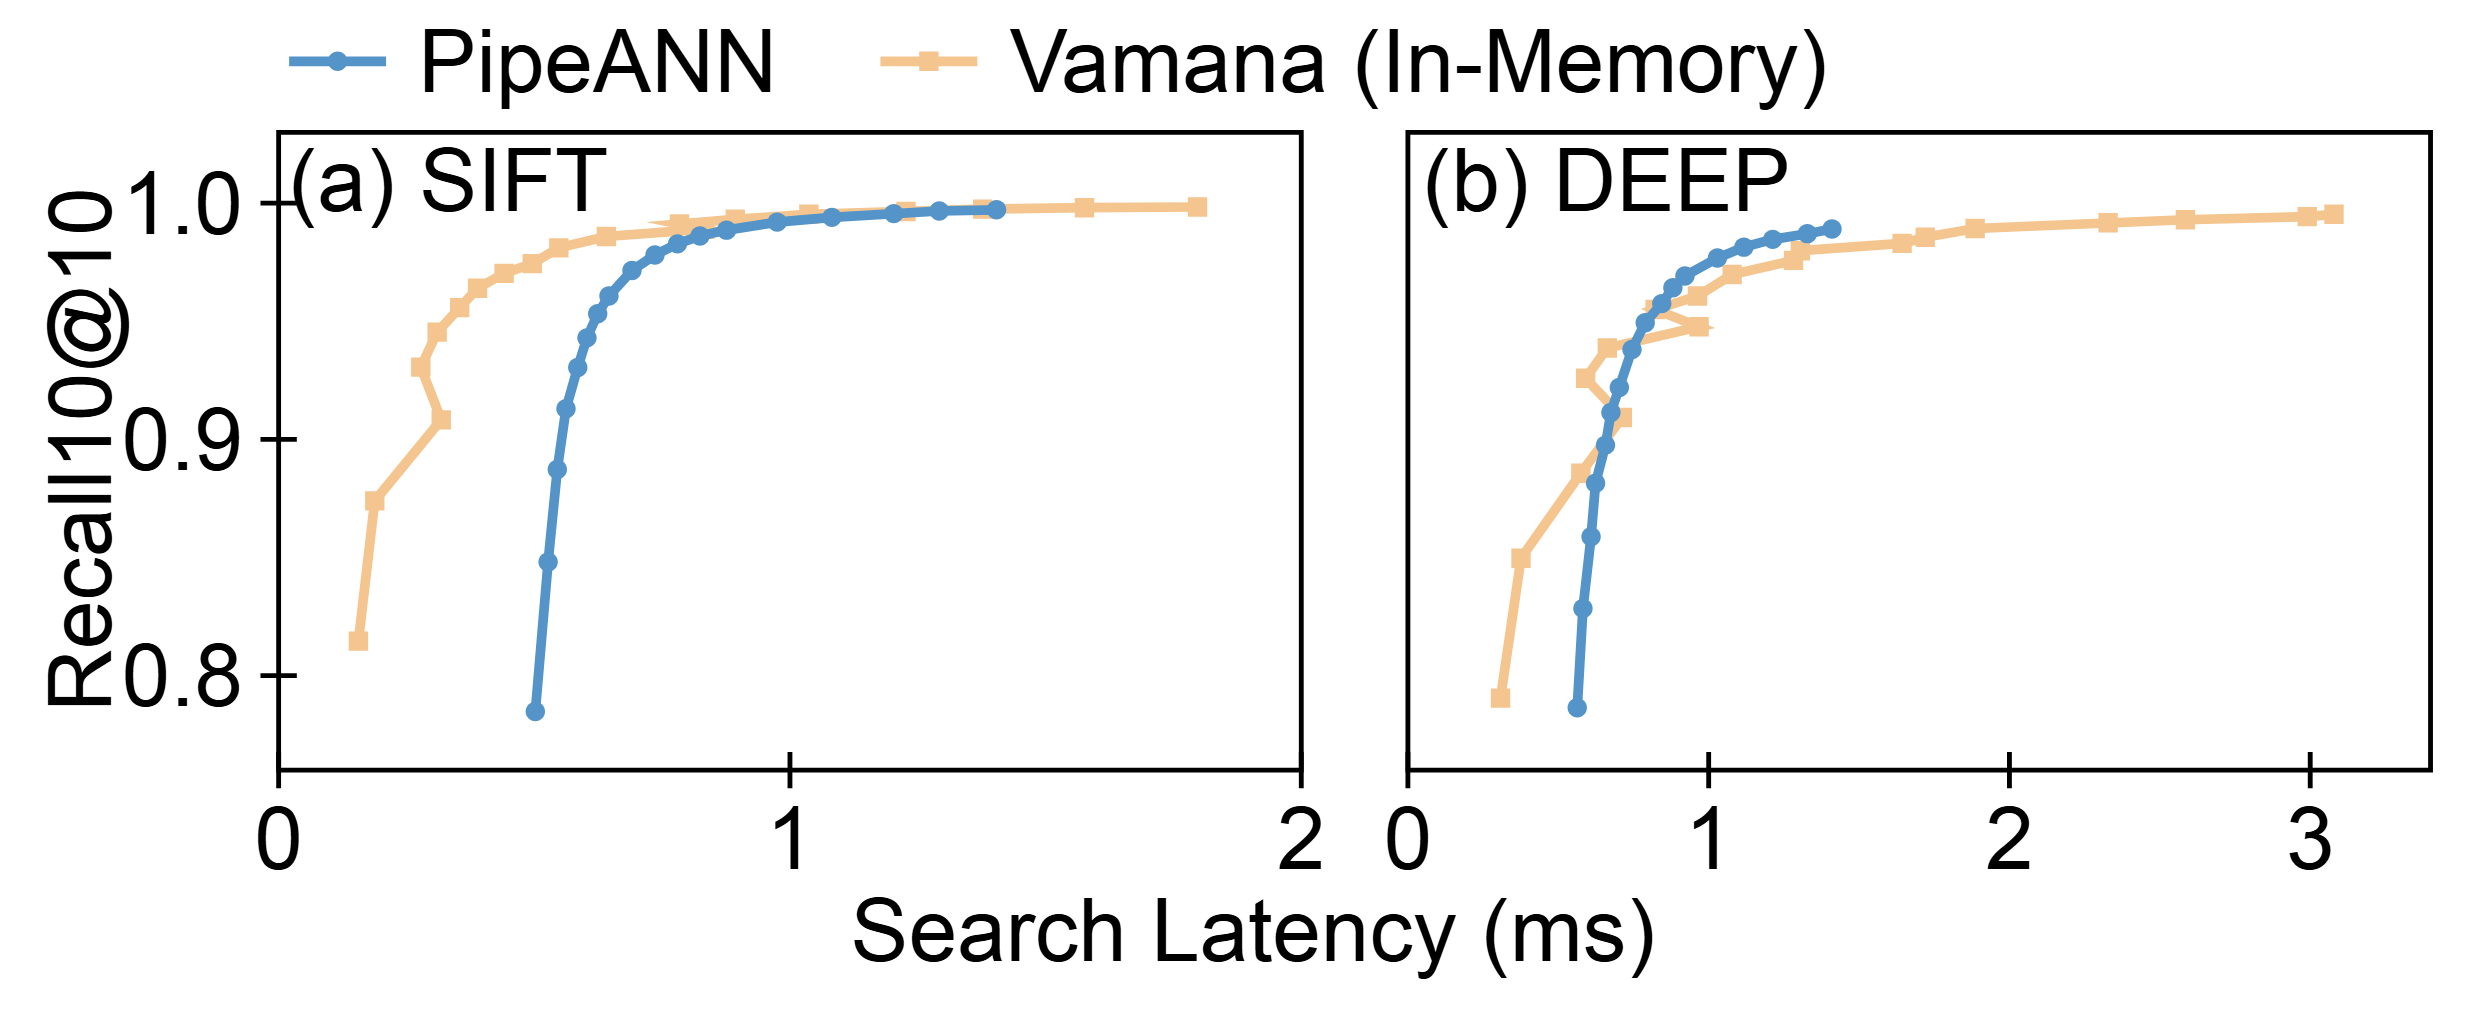 PipeANN Vamana (In-Memory)
(a) SIFT
(b) DEEP
Recall10@10
1.0
0.9
0.8
0 1 2
0 1 2 3
Search Latency (ms)